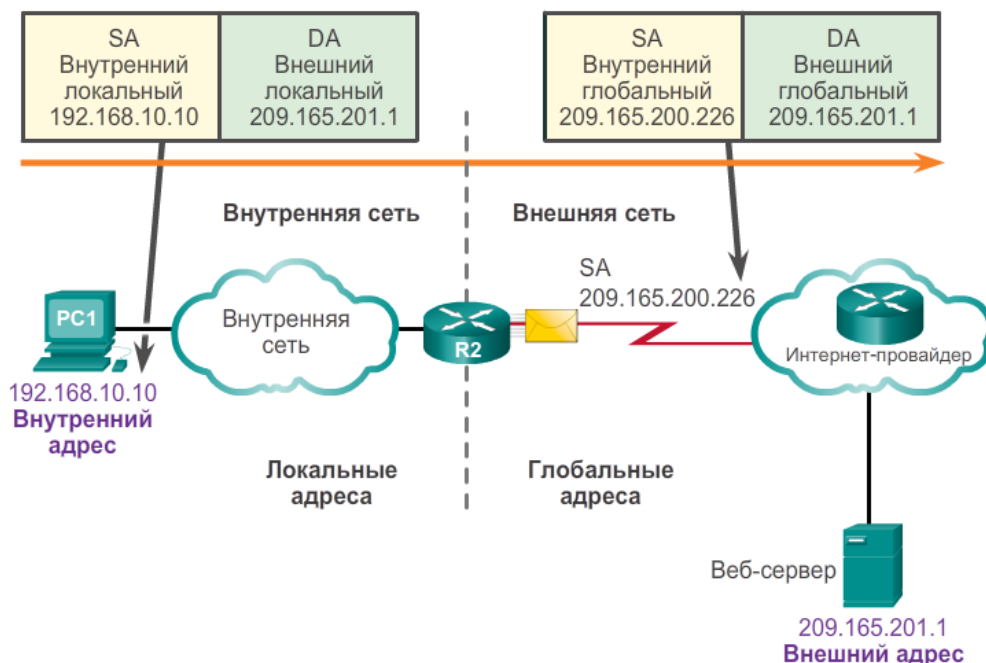 SA
Внутренний
локальный
192.168.10.10
DA
Внешний
локальный
209.165.201.1
SA
Внутренний
глобальный
209.165.200.226
DA
Внешний
глобальный
209.165.201.1
Внутренняя сеть
Внешняя сеть
SA
209.165.200.226
PC1
Внутренняя
сеть
R2
Интернет-провайдер
192.168.10.10
Внутренний
адрес
Локальные
адреса
Глобальные
адреса
Веб-сервер
209.165.201.1
Внешний адрес